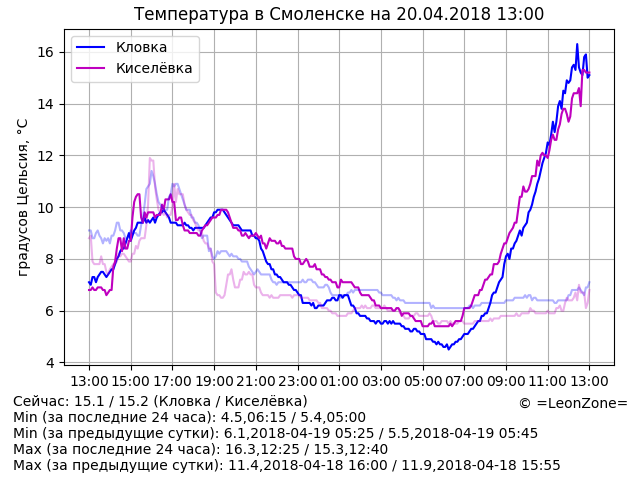 Температура в Смоленске на 20.04.2018 13:00
Кловка
Киселёвка
градусов Цельсия, °C
16
14
12
10
8
6
4
13:00 15:00 17:00 19:00 21:00 23:00 01:00 03:00 05:00 07:00 09:00 11:00 13:00
Сейчас: 15.1 / 15.2 (Кловка / Киселёвка)
© =LeonZone=
Min (за последние 24 часа): 4.5,06:15 / 5.4,05:00
Min (за предыдущие сутки): 6.1,2018-04-19 05:25 / 5.5,2018-04-19 05:45
Max (за последние 24 часа): 16.3,12:25 / 15.3,12:40
Max (за предыдущие сутки): 11.4,2018-04-18 16:00 / 11.9,2018-04-18 15:55